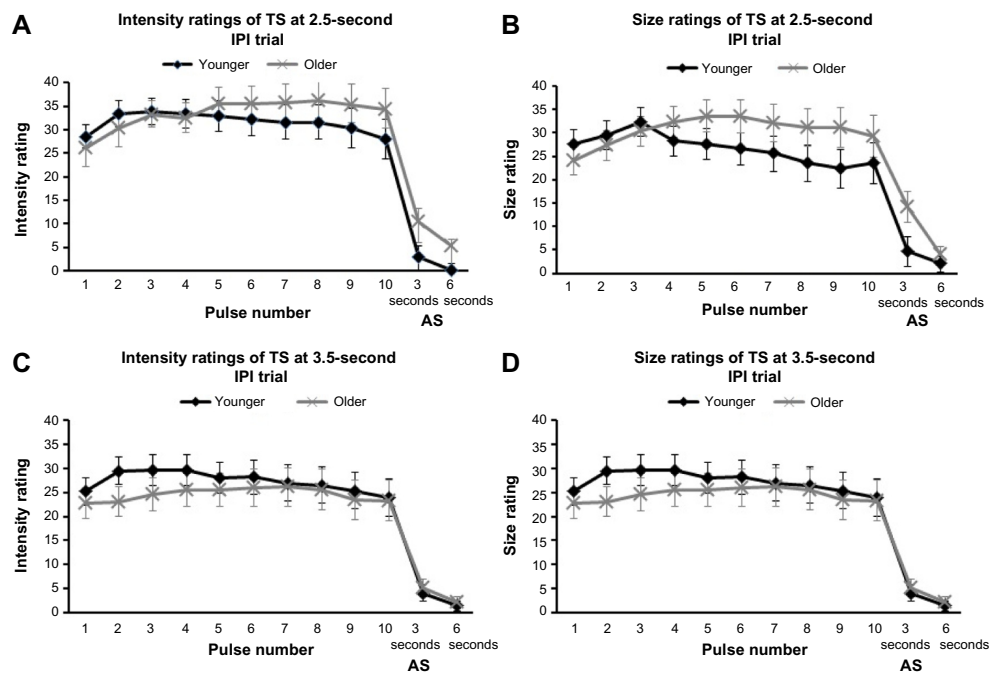 A
Intensity ratings of TS at 2.5-second
IPI trial
Younger Older
40
35
30
25
20
15
10
5
0
Intensity rating
1 2 3 4 5 6 7 8 9 10 3 6
seconds seconds
Pulse number
AS
B
Size ratings of TS at 2.5-second
IPI trial
Younger Older
40
35
30
25
20
15
10
5
0
Size rating
1 2 3 4 5 6 7 8 9 10 3 6
seconds seconds
Pulse number
AS
C
Intensity ratings of TS at 3.5-second
IPI trial
Younger Older
40
35
30
25
20
15
10
5
0
Intensity rating
1 2 3 4 5 6 7 8 9 10 3 6
seconds seconds
Pulse number
AS
D
Size ratings of TS at 3.5-second
IPI trial
Younger Older
40
35
30
25
20
15
10
5
0
Size rating
1 2 3 4 5 6 7 8 9 10 3 6
seconds seconds
Pulse number
AS